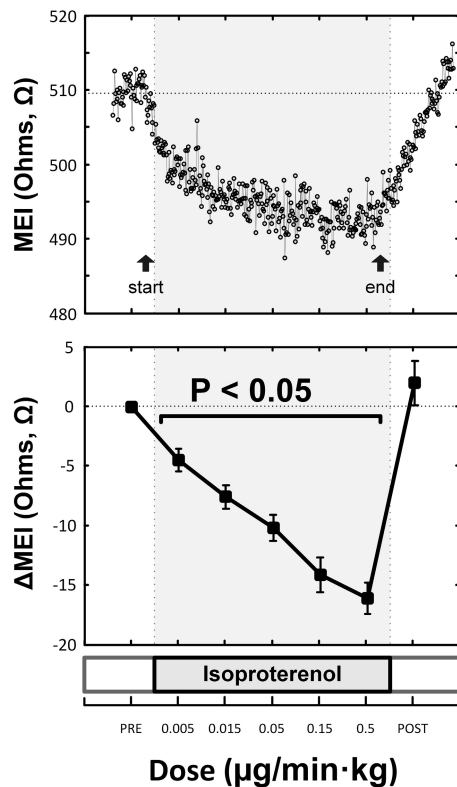 520
510
500
490
480
MEI (Ohms, Ω)
start
end
5
0
-5
-10
-15
-20
ΔMEI (Ohms, Ω)
P < 0.05
Isoproterenol
PRE 0.005 0.015 0.05 0.15 0.5 POST
Dose (μg/min·kg)